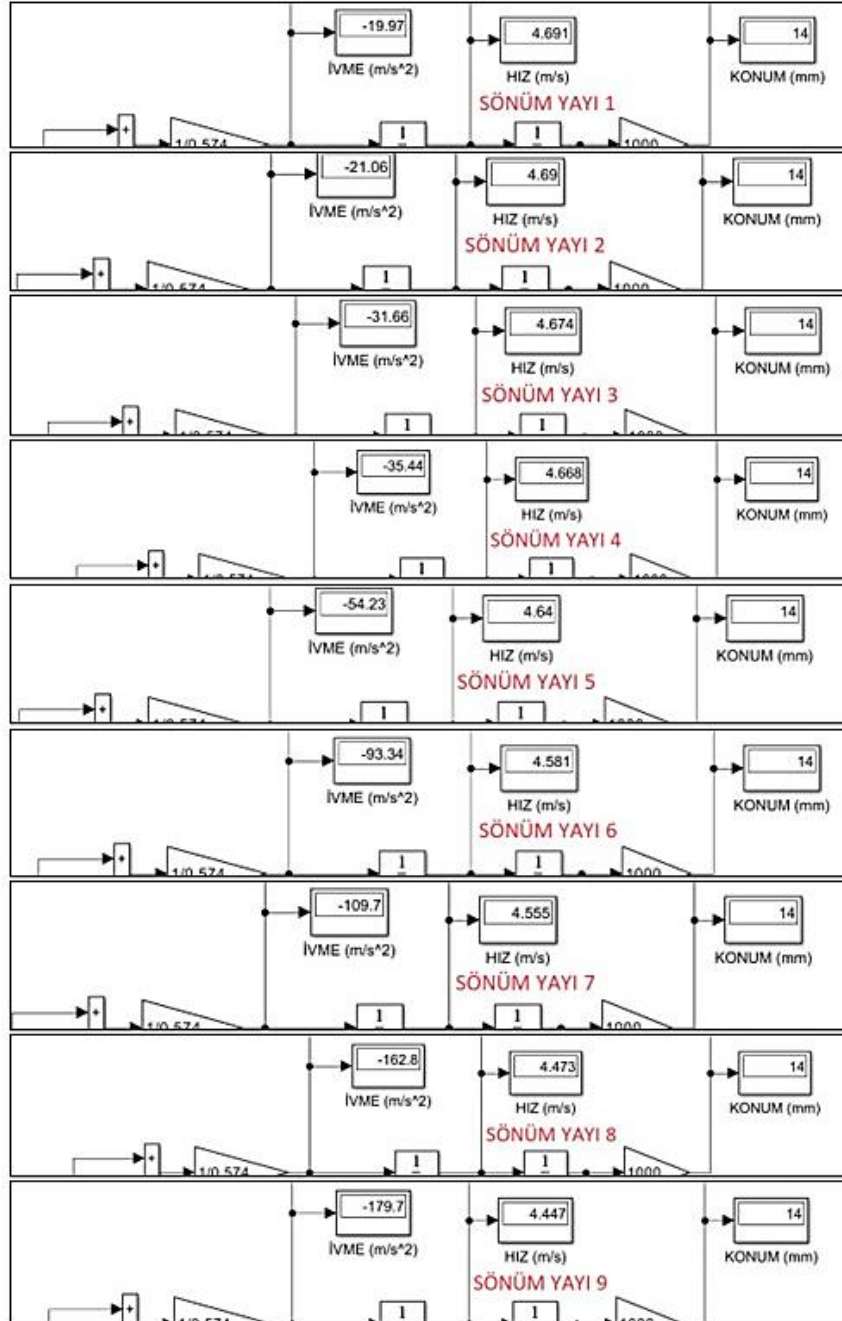 -19.97
4.691
14
İVME (m/s^2)
HIZ (m/s)
KONUM (mm)
SÖNÜM YAYI 1
+
1
1
1/0.574
1000
-21.06
4.69
14
İVME (m/s^2)
HIZ (m/s)
KONUM (mm)
SÖNÜM YAYI 2
+
1
1
1/0.574
1000
-31.66
4.674
14
İVME (m/s^2)
HIZ (m/s)
KONUM (mm)
SÖNÜM YAYI 3
+
1
1
-35.44
4.668
14
İVME (m/s^2)
HIZ (m/s)
KONUM (mm)
SÖNÜM YAYI 4
+
1
1
-54.23
4.64
14
İVME (m/s^2)
HIZ (m/s)
KONUM (mm)
SÖNÜM YAYI 5
+
1
1
-93.34
4.581
14
İVME (m/s^2)
HIZ (m/s)
KONUM (mm)
SÖNÜM YAYI 6
+
1
1
1/0.574
1000
-109.7
4.555
14
İVME (m/s^2)
HIZ (m/s)
KONUM (mm)
SÖNÜM YAYI 7
+
1
1
1/0.574
1000
-162.8
4.473
14
İVME (m/s^2)
HIZ (m/s)
KONUM (mm)
SÖNÜM YAYI 8
+
1
1
1/0.574
1000
-179.7
4.447
14
İVME (m/s^2)
HIZ (m/s)
KONUM (mm)
SÖNÜM YAYI 9
+
1
1